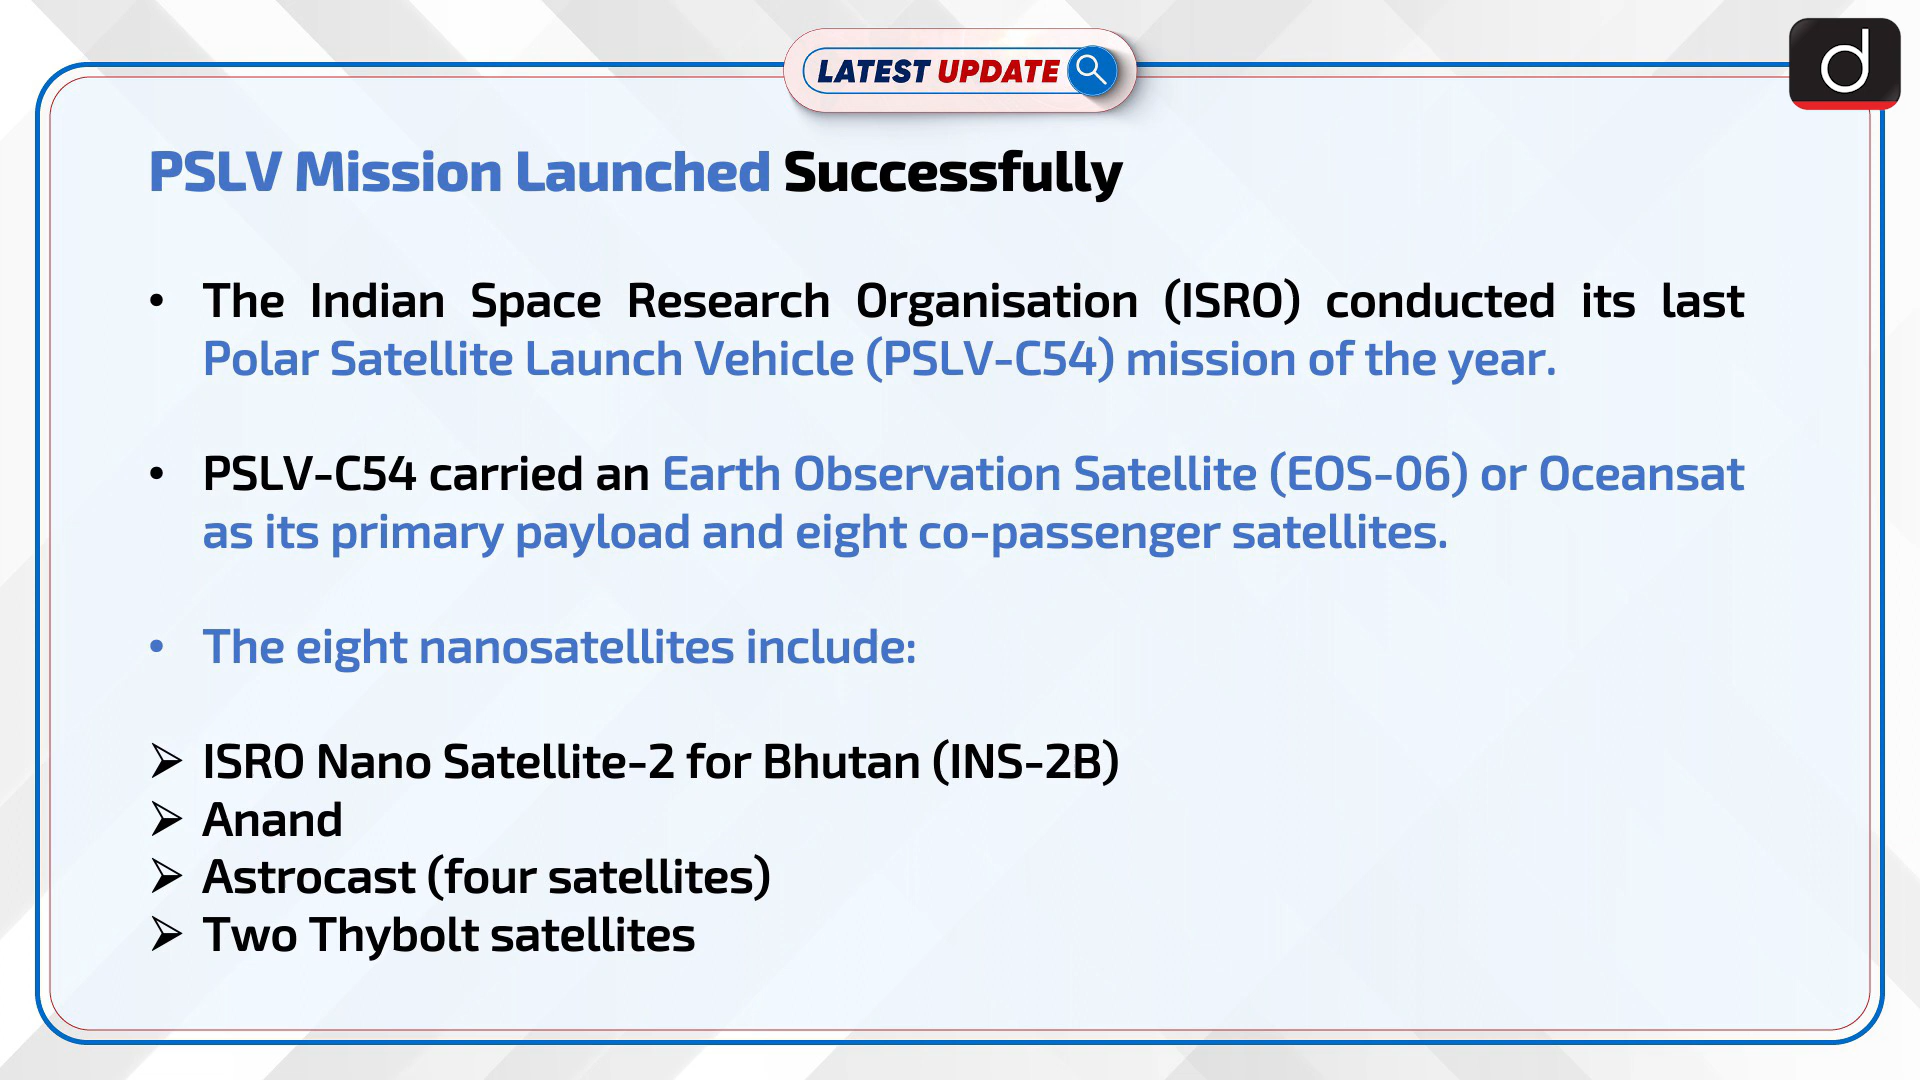 LATEST UPDATE
d
PSLV Mission Launched Successfully
• The Indian Space Research Organisation (ISRO) conducted its last
Polar Satellite Launch Vehicle (PSLV-C54) mission of the year.
• PSLV-C54 carried an Earth Observation Satellite (EOS-06) or Oceansat
as its primary payload and eight co-passenger satellites.
• The eight nanosatellites include:
➢ ISRO Nano Satellite-2 for Bhutan (INS-2B)
➢ Anand
➢ Astrocast (four satellites)
➢ Two Thybolt satellites